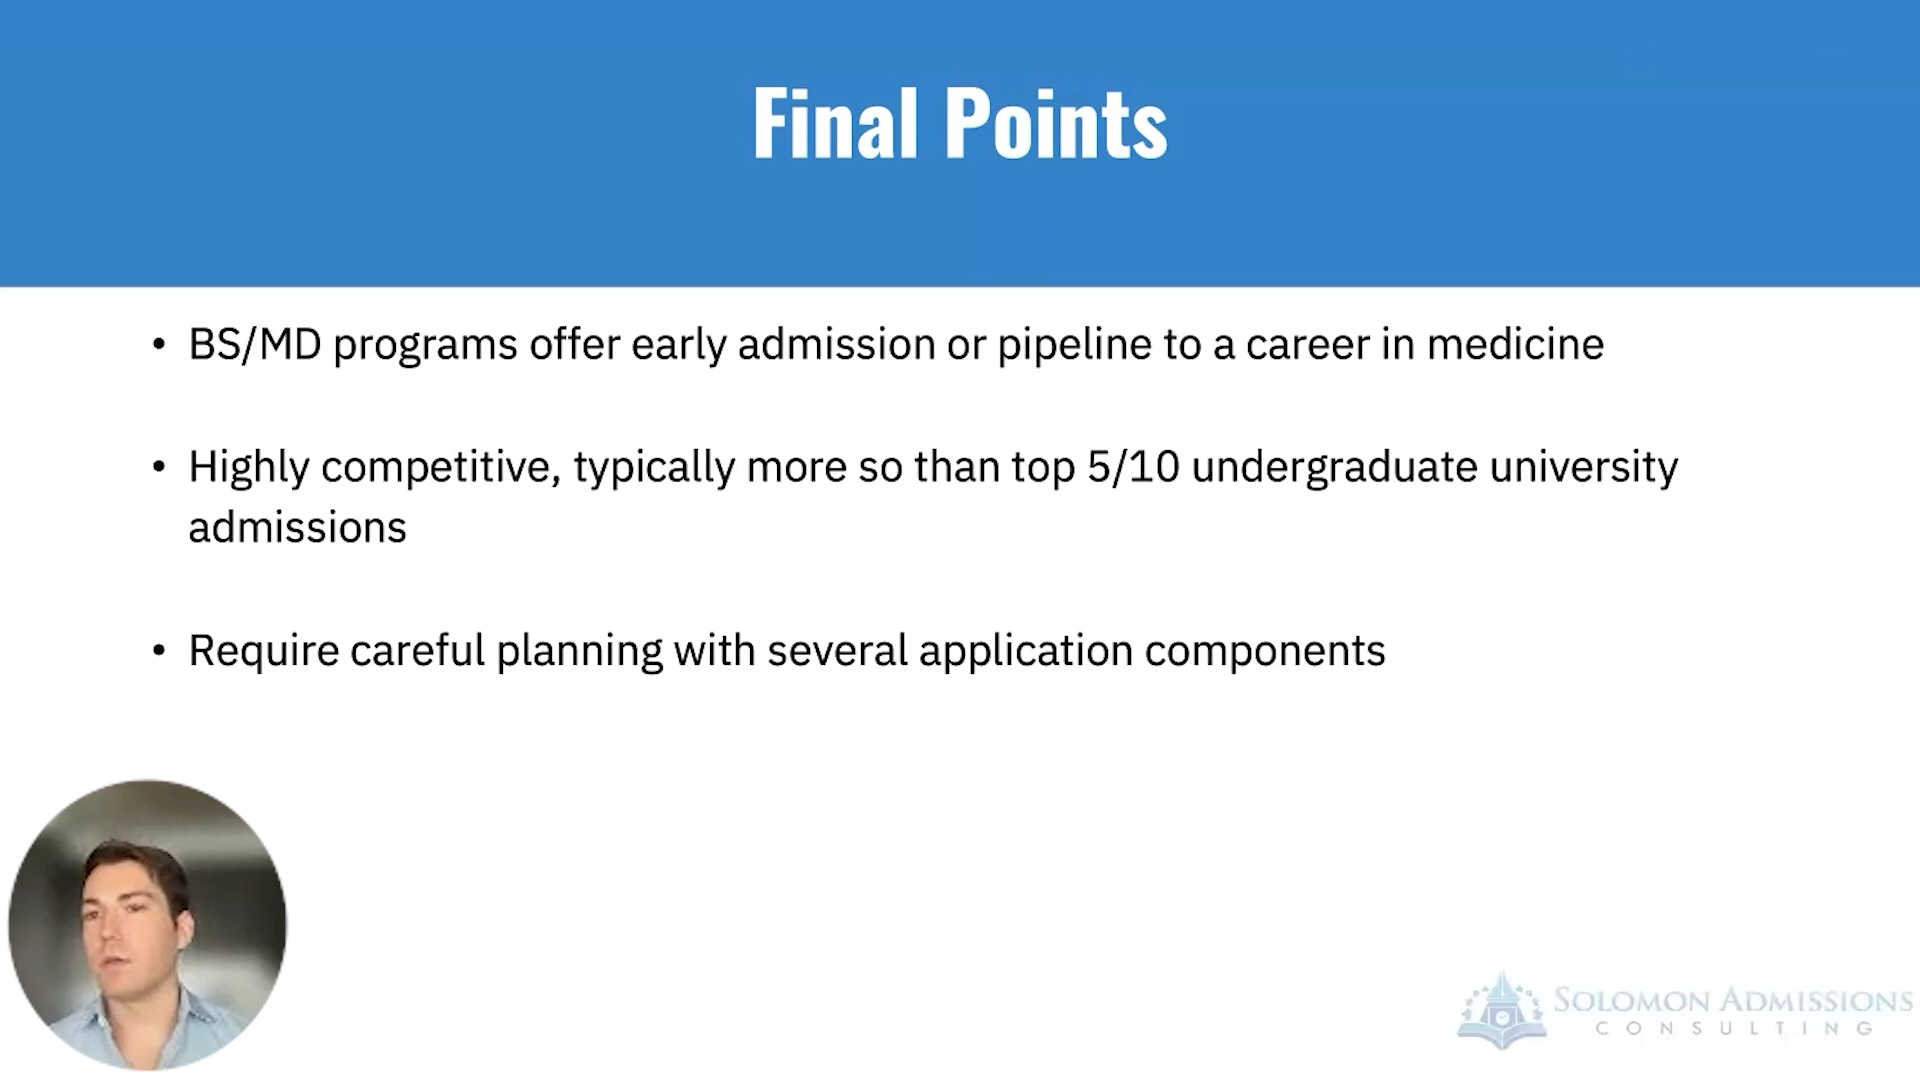 Final Points
• BS/MD programs offer early admission or pipeline to a career in medicine
• Highly competitive, typically more so than top 5/10 undergraduate university
admissions
• Require careful planning with several application components
SOLOMON ADMISSIONS
CONSULTING